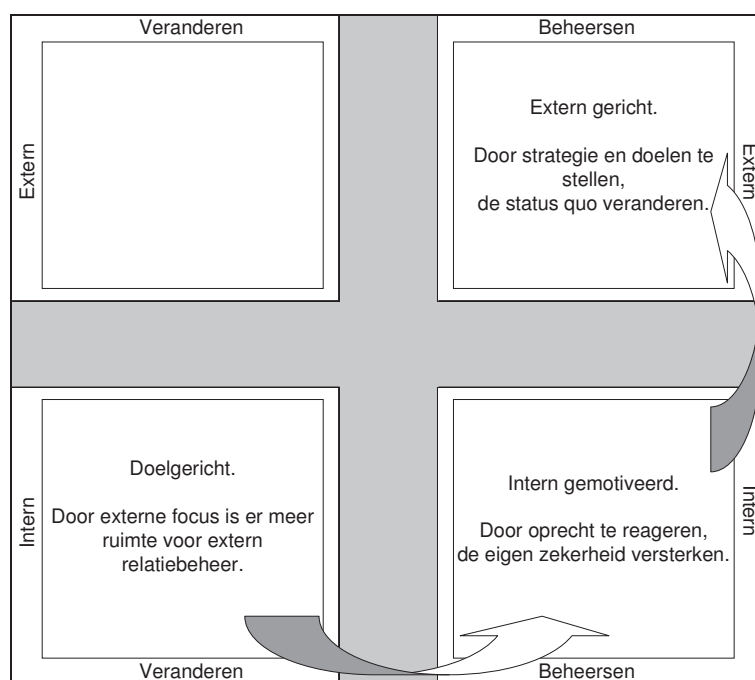 Veranderen
Beheersen
Extern
Extern gericht.
Door strategie en doelen te
stellen,
de status quo veranderen.
Extern
Intern
Doelgericht.
Door externe focus is er meer
ruimte voor extern
relatiebeheer.
Intern gemotiveerd.
Door oprecht te reageren,
de eigen zekerheid versterken.
Intern
Veranderen
Beheersen